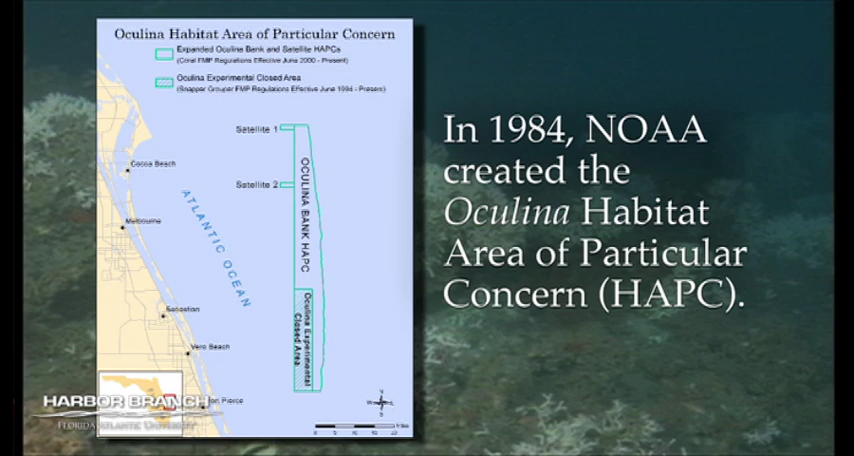 Oculina Habitat Area of Particular Concern
Expanded Oculina Bank and Satellite HAPCs
(Coral FMP Regulations Effective June 2000 - Present)
Oculina Experimental Closed Area
(Snapper Grouper FMP Regulations Effective June 1994 - Present)
Satellite 1
Cocoa Beach
Satellite 2
OCULINA BANK HAPC
Melbourne
ATLANTIC OCEAN
Oculina Experimental
Closed Area
Sebastian
Vero Beach
Pierce
HARBOR BRANCH
FLORIDA ATLANTIC UNIVERSITY
In 1984, NOAA
created the
Oculina Habitat
Area of Particular
Concern (HAPC).